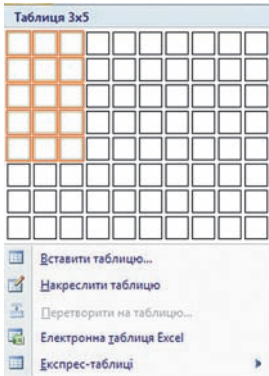 Таблиця 3x5
Вставити таблицю...
Накреслити таблицю
Перетворити на таблицю...
Електронна таблиця Excel
Експрес-таблиці